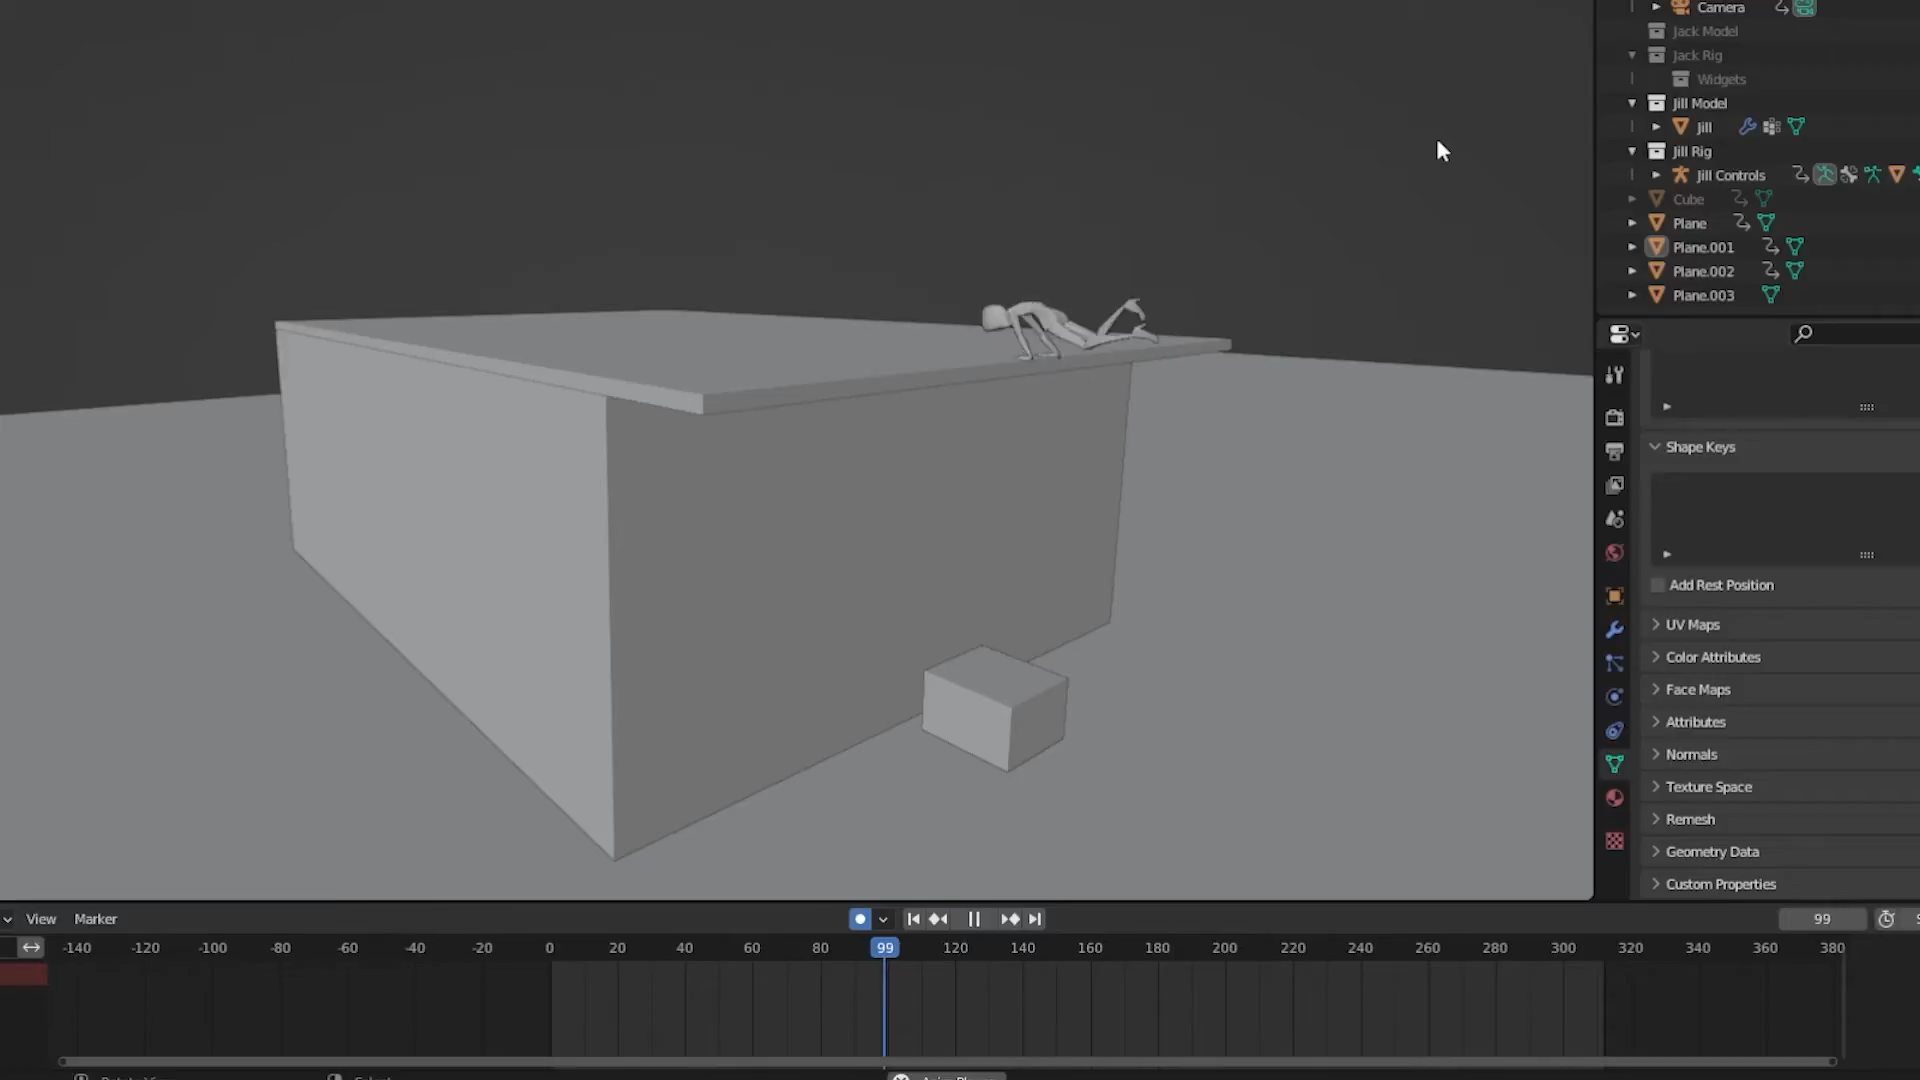 Camera
Jack Model
Jack Rig
Widgets
Jill Model
Jill
Jill Rig
Jill Controls
Cube
Plane
Plane.001
Plane.002
Plane.003
Shape Keys
Add Rest Position
UV Maps
Color Attributes
Face Maps
Attributes
Normals
Texture Space
Remesh
Geometry Data
Custom Properties
View Marker 99
-140 -120 -100 -80 -60 -40 -20 0 20 40 60 80 99 120 140 160 180 200 220 240 260 280 300 320 340 360 380